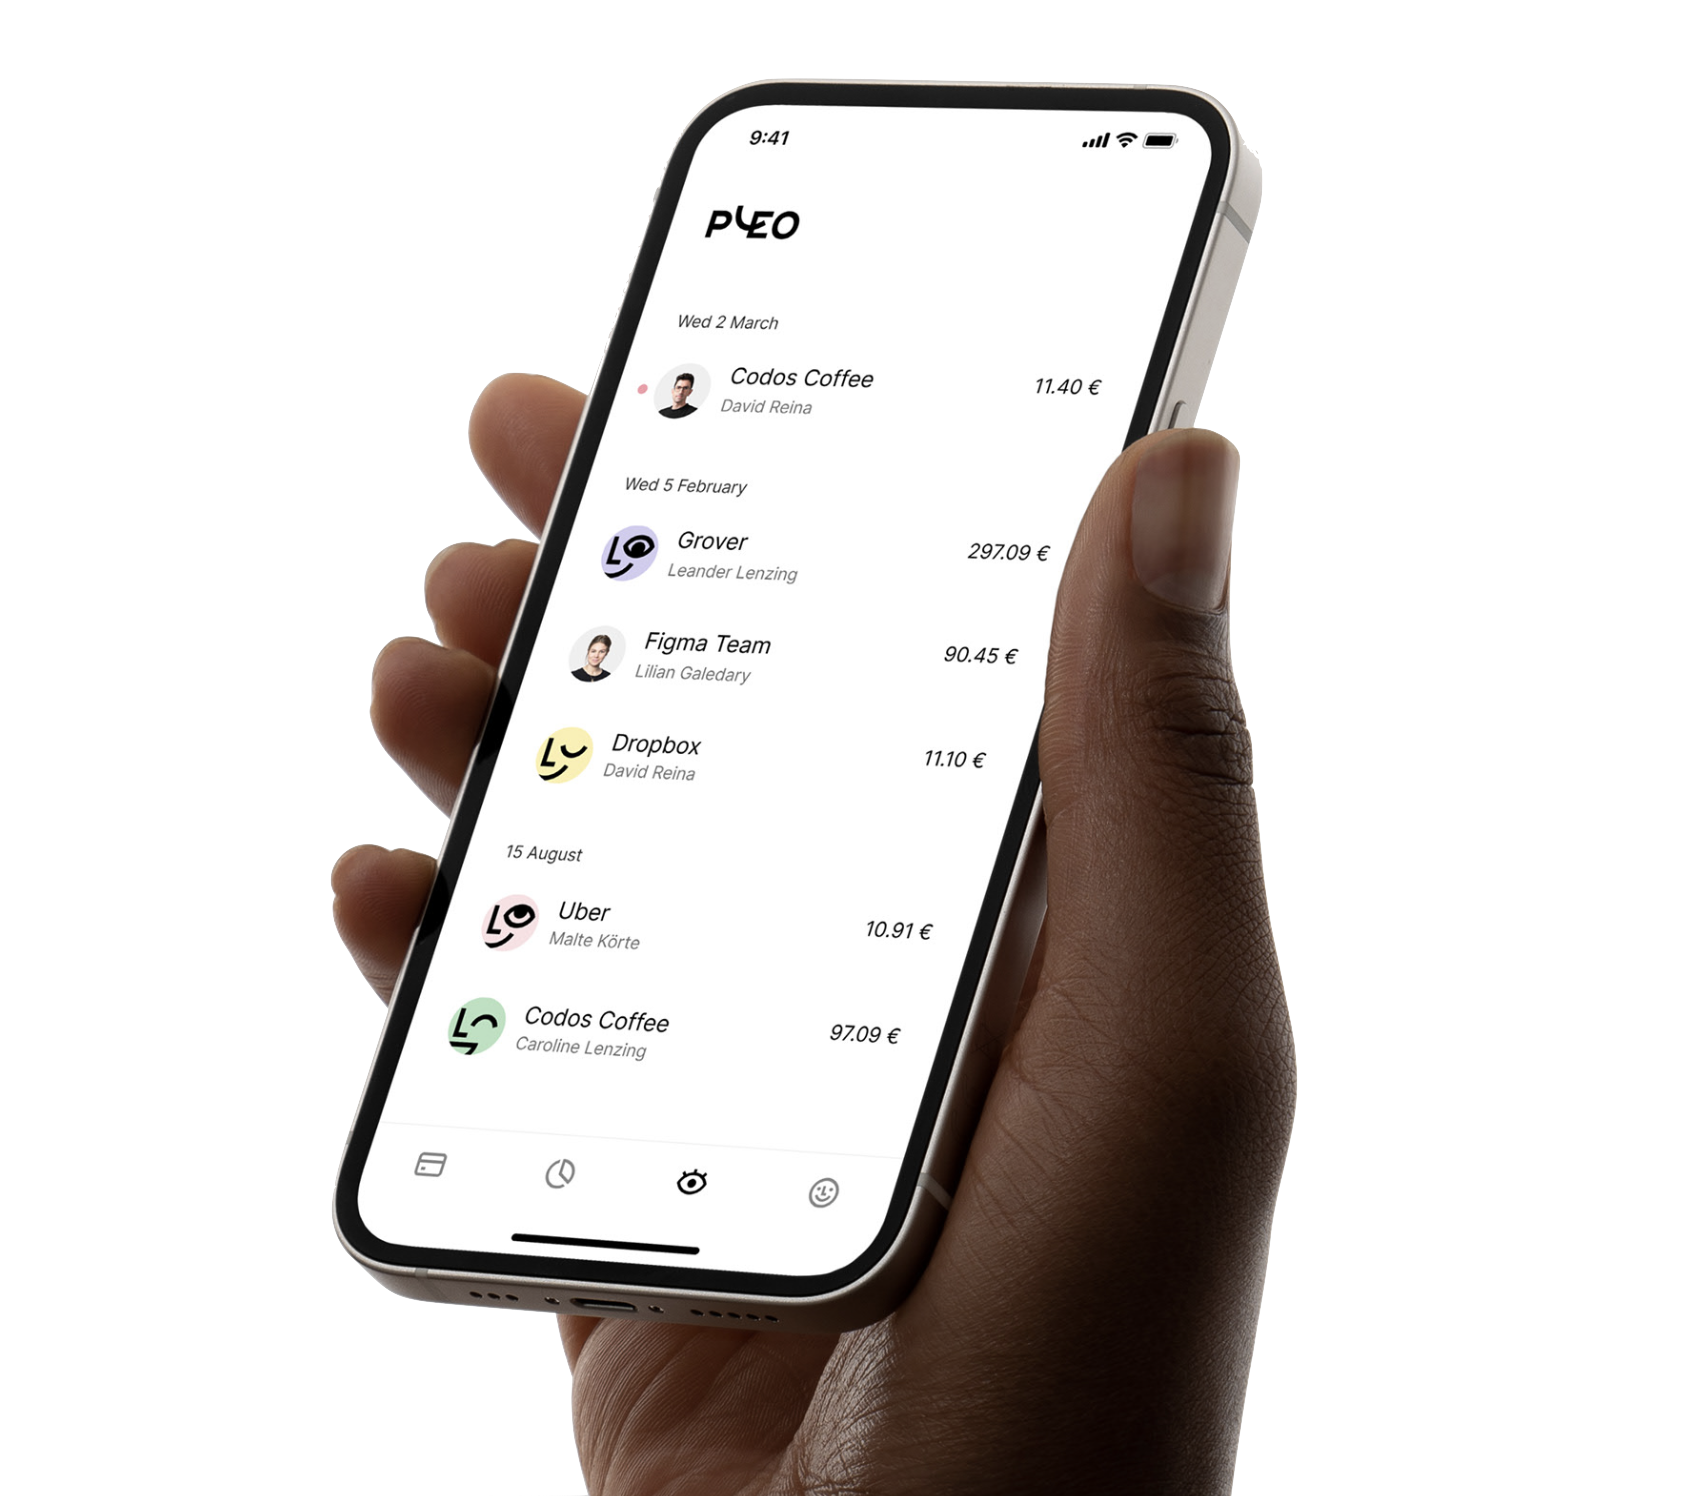 9:41
PLEO
Wed 2 March
Codos Coffee
11.40 €
David Reina
Wed 5 February
Grover
297.09 €
Leander Lenzing
Figma Team
90.45 €
Lilian Galedary
Dropbox
11.10 €
David Reina
15 August
Uber
10.91 €
Malte Körte
Codos Coffee
97.09 €
Caroline Lenzing